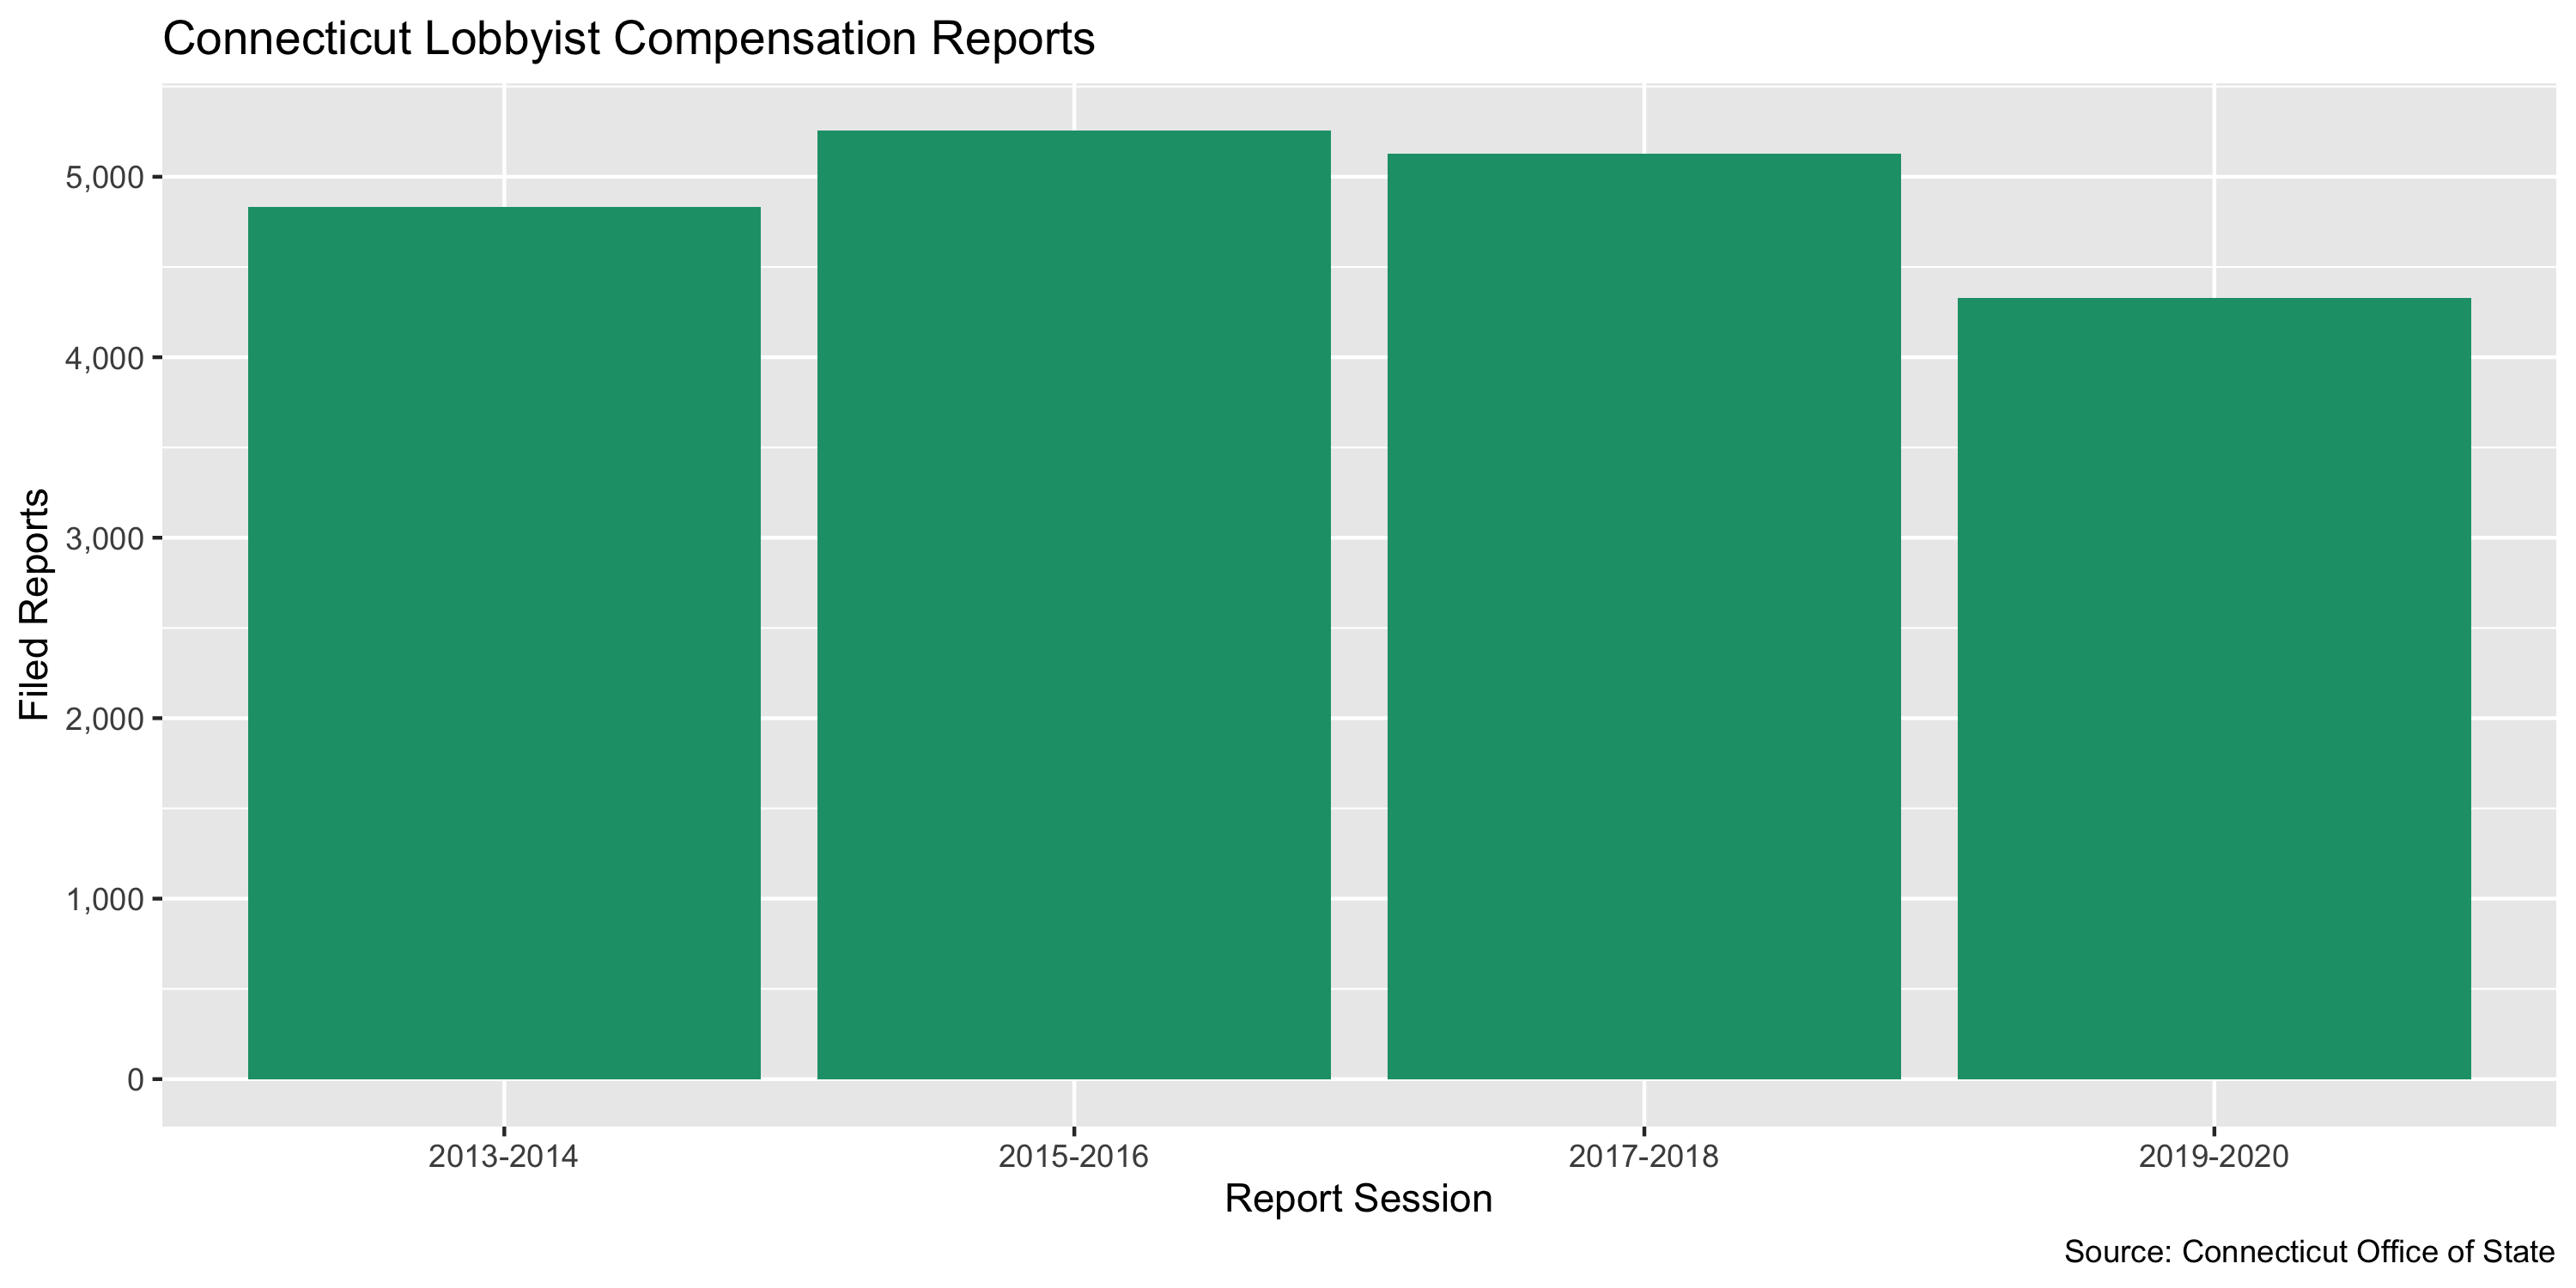 Connecticut Lobbyist Compensation Reports
Filed Reports
5,000
4,000
3,000
2,000
1,000
0
2013-2014
2015-2016
2017-2018
2019-2020
Report Session
Source: Connecticut Office of State